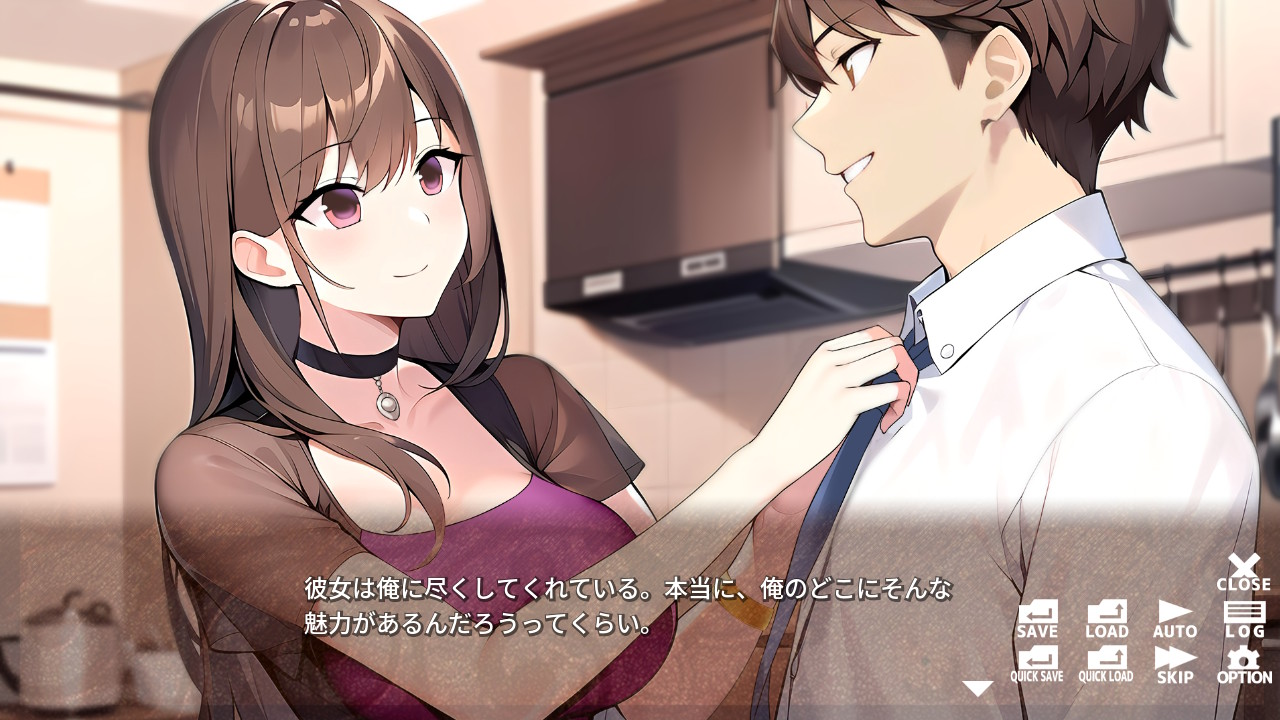 彼女は俺に尽くしてくれている。本当に、俺のどこにそんな
魅力があるんだろうってくらい。
CLOSE
SAVE LOAD AUTO LOG
QUICK SAVE QUICK LOAD SKIP OPTION